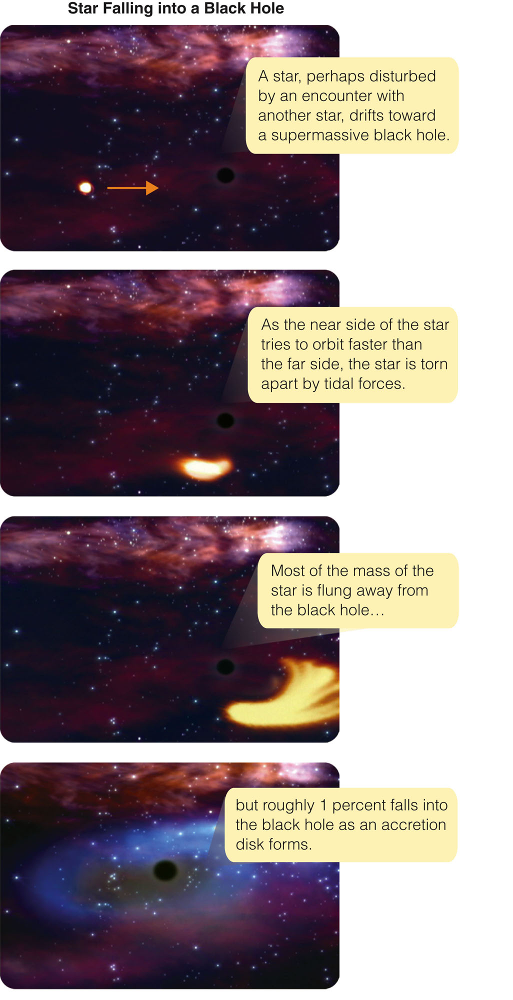 Star Falling into a Black Hole
A star, perhaps disturbed
by an encounter with
another star, drifts toward
a supermassive black hole.
As the near side of the star
tries to orbit faster than
the far side, the star is torn
apart by tidal forces.
Most of the mass of the
star is flung away from
the black hole…
but roughly 1 percent falls into
the black hole as an accretion
disk forms.